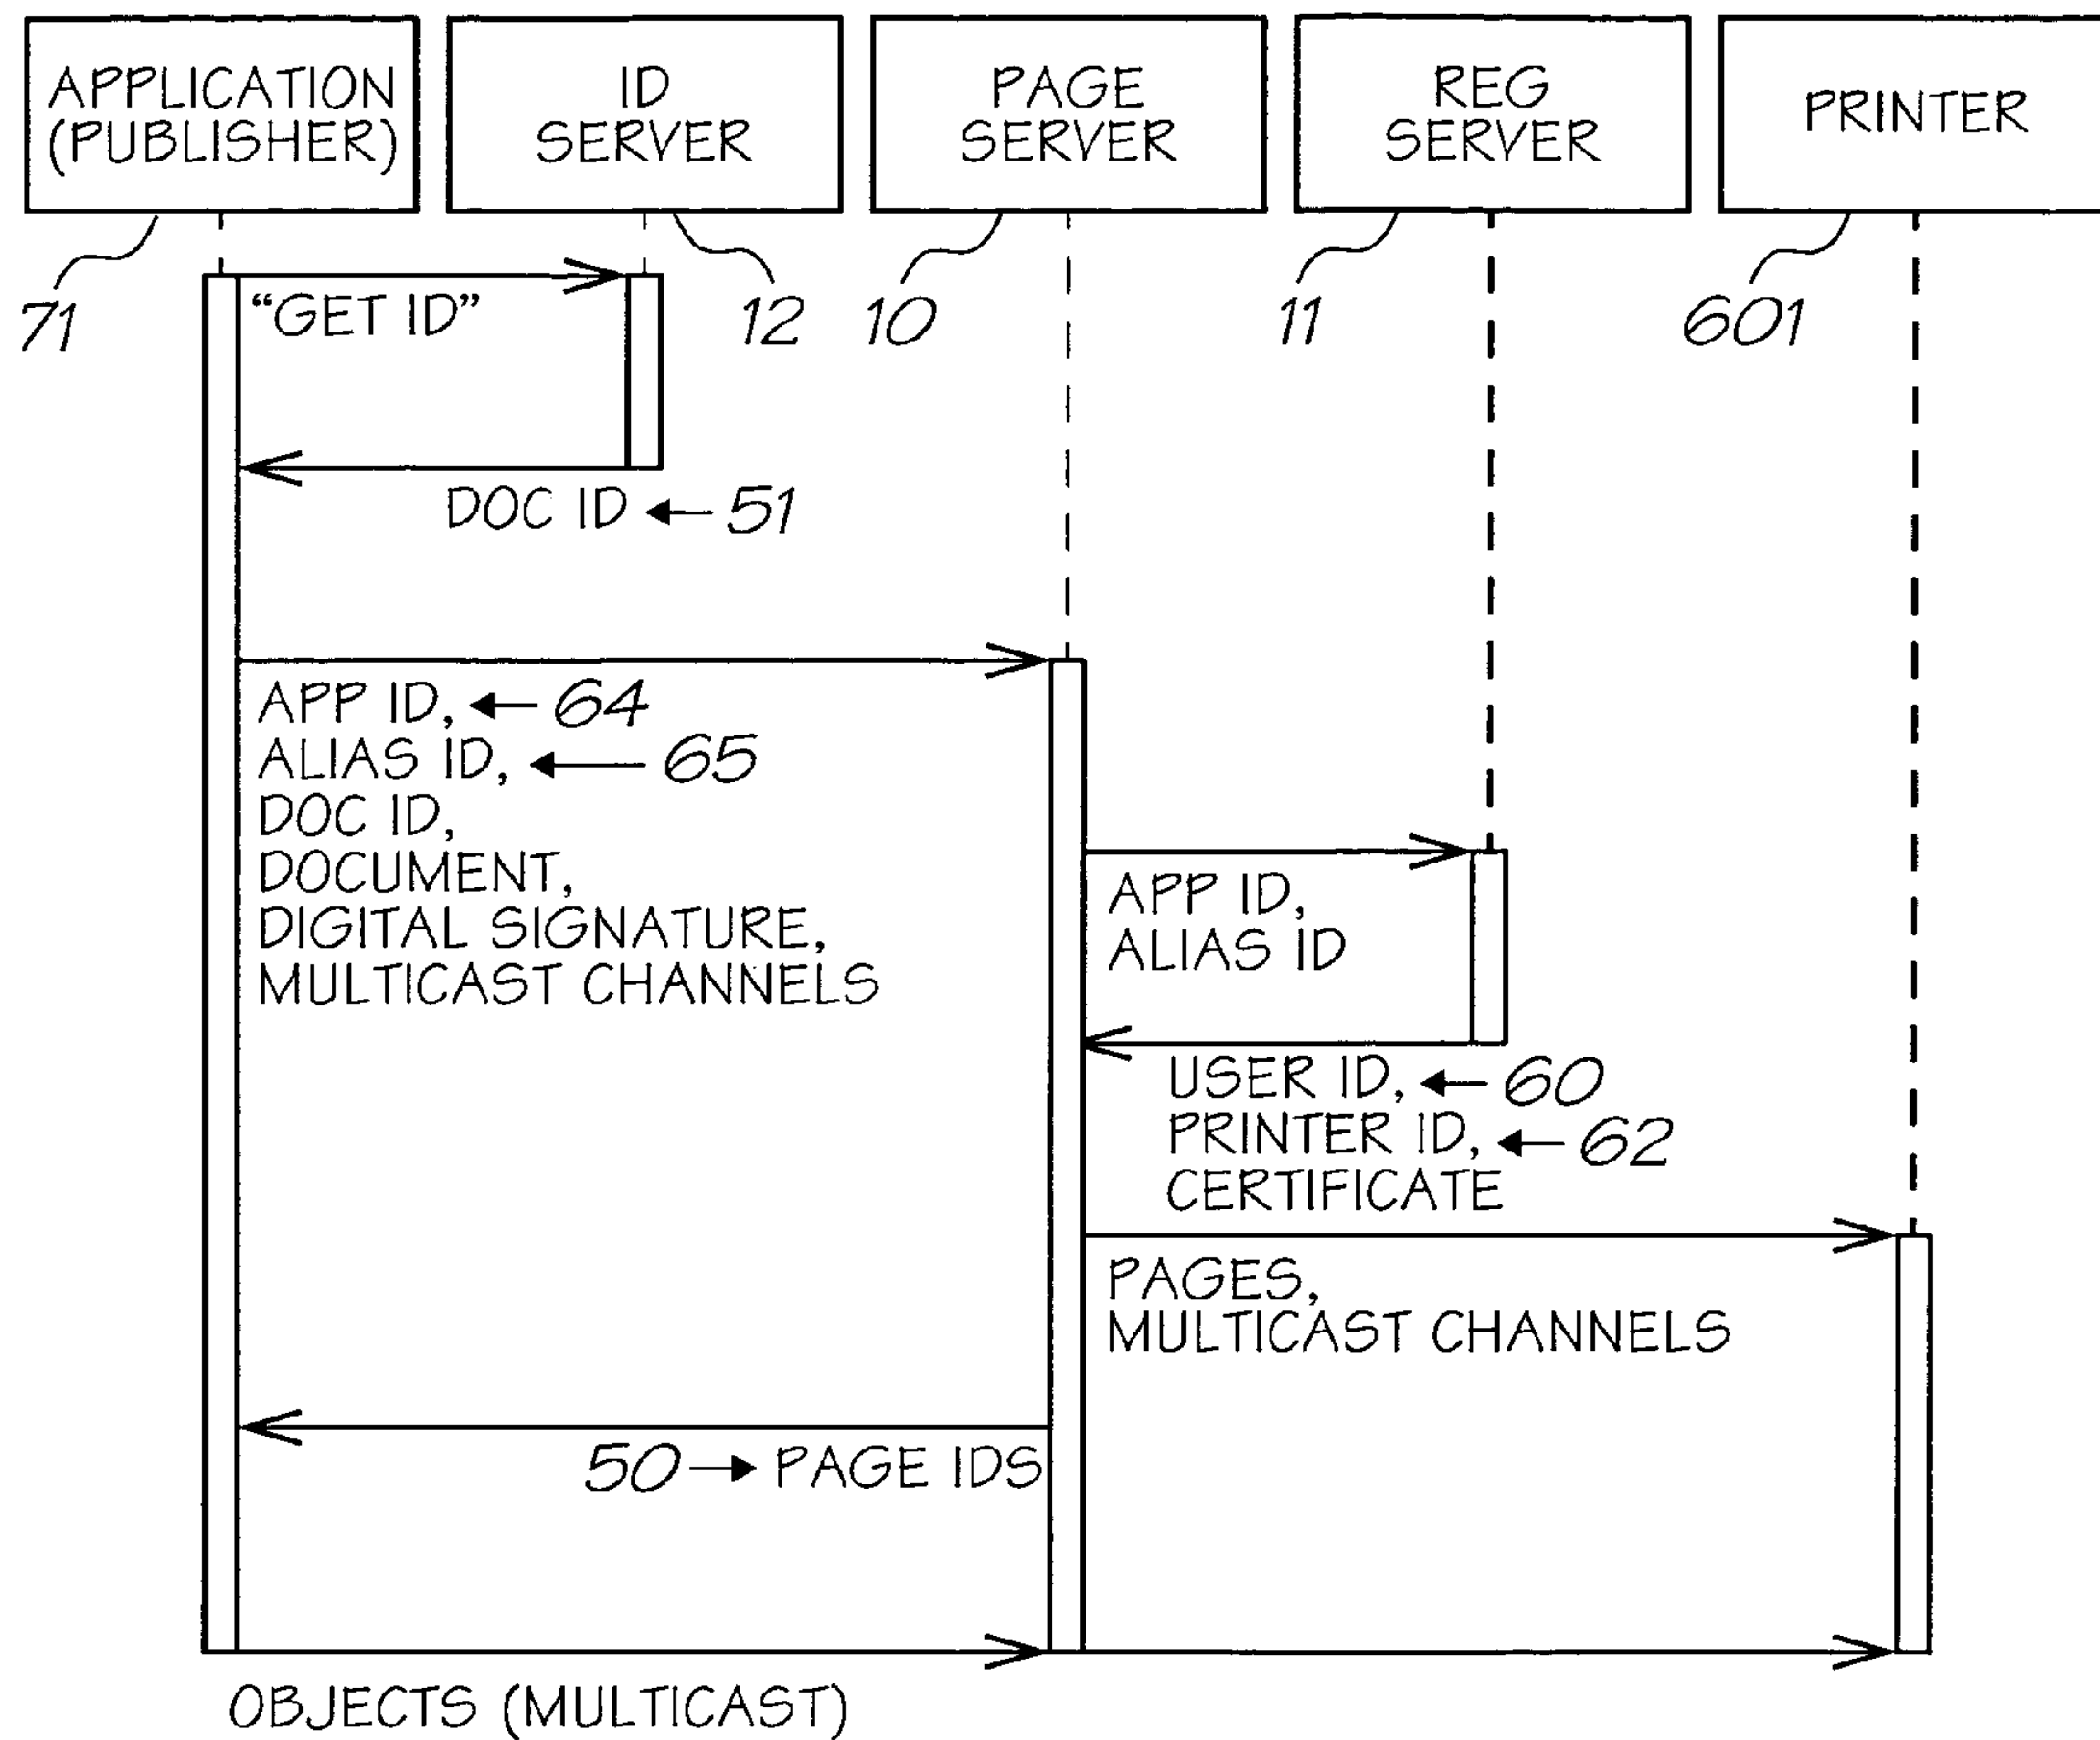 APPLICATION
(PUBLISHER)
ID
SERVER
PAGE
SERVER
REG
SERVER
PRINTER
71
12
10
11
601
“GET ID”
DOC ID 51
APP ID, 64
ALIAS ID, 65
DOC ID,
DOCUMENT,
DIGITAL SIGNATURE,
MULTICAST CHANNELS
APP ID,
ALIAS ID
USER ID, 60
PRINTER ID, 62
CERTIFICATE
PAGES,
MULTICAST CHANNELS
50 PAGE IDS
OBJECTS (MULTICAST)